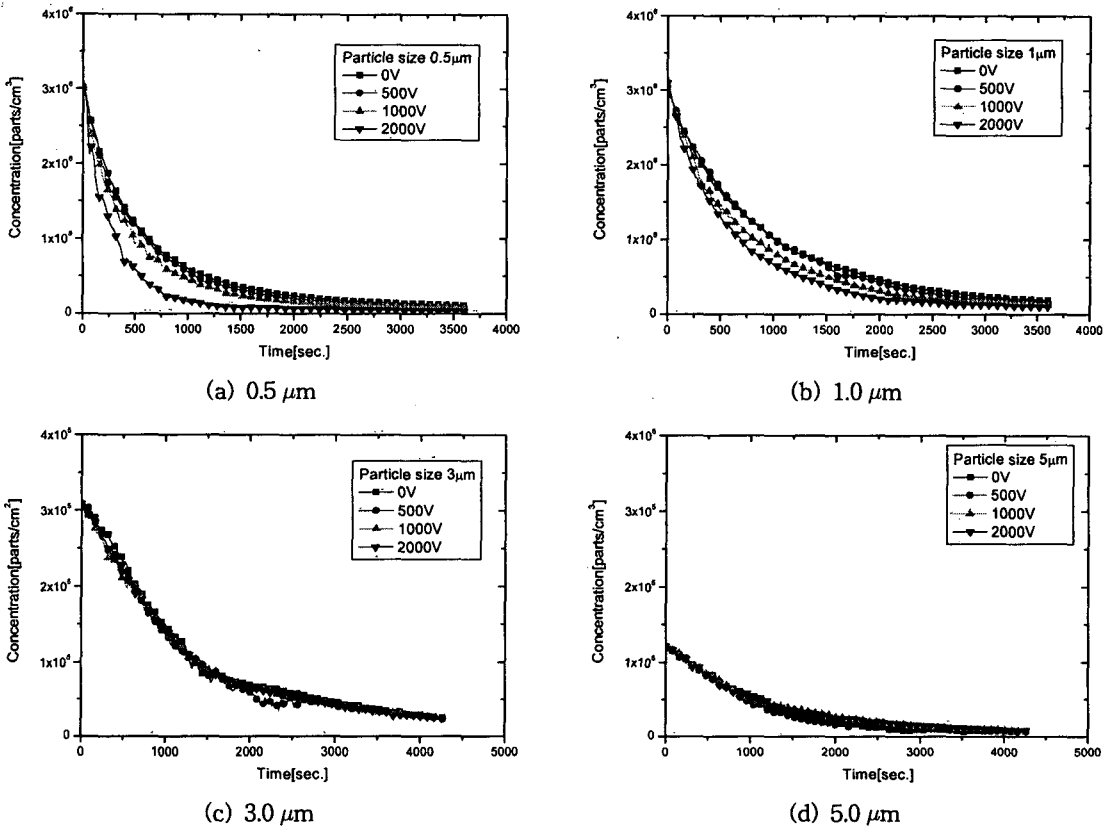 4x10⁶
3x10⁶
2x10⁶
1x10⁶
0
Concentration[parts/cm³]
Particle size 0.5μm
0V
500V
1000V
2000V
0 500 1000 1500 2000 2500 3000 3500 4000
Time[sec.]
(a) 0.5 μm
4x10⁶
3x10⁶
2x10⁶
1x10⁶
0
Concentration[parts/cm³]
Particle size 1μm
0V
500V
1000V
2000V
0 500 1000 1500 2000 2500 3000 3500 4000
Time[sec.]
(b) 1.0 μm
4x10⁵
3x10⁵
2x10⁵
1x10⁵
0
Concentration[parts/cm²]
Particle size 3μm
0V
500V
1000V
2000V
0 1000 2000 3000 4000 5000
Time[sec.]
(c) 3.0 μm
4x10⁶
3x10⁶
2x10⁶
1x10⁶
0
Concentration[parts/cm³]
Particle size 5μm
0V
500V
1000V
2000V
0 1000 2000 3000 4000 5000
Time[sec.]
(d) 5.0 μm